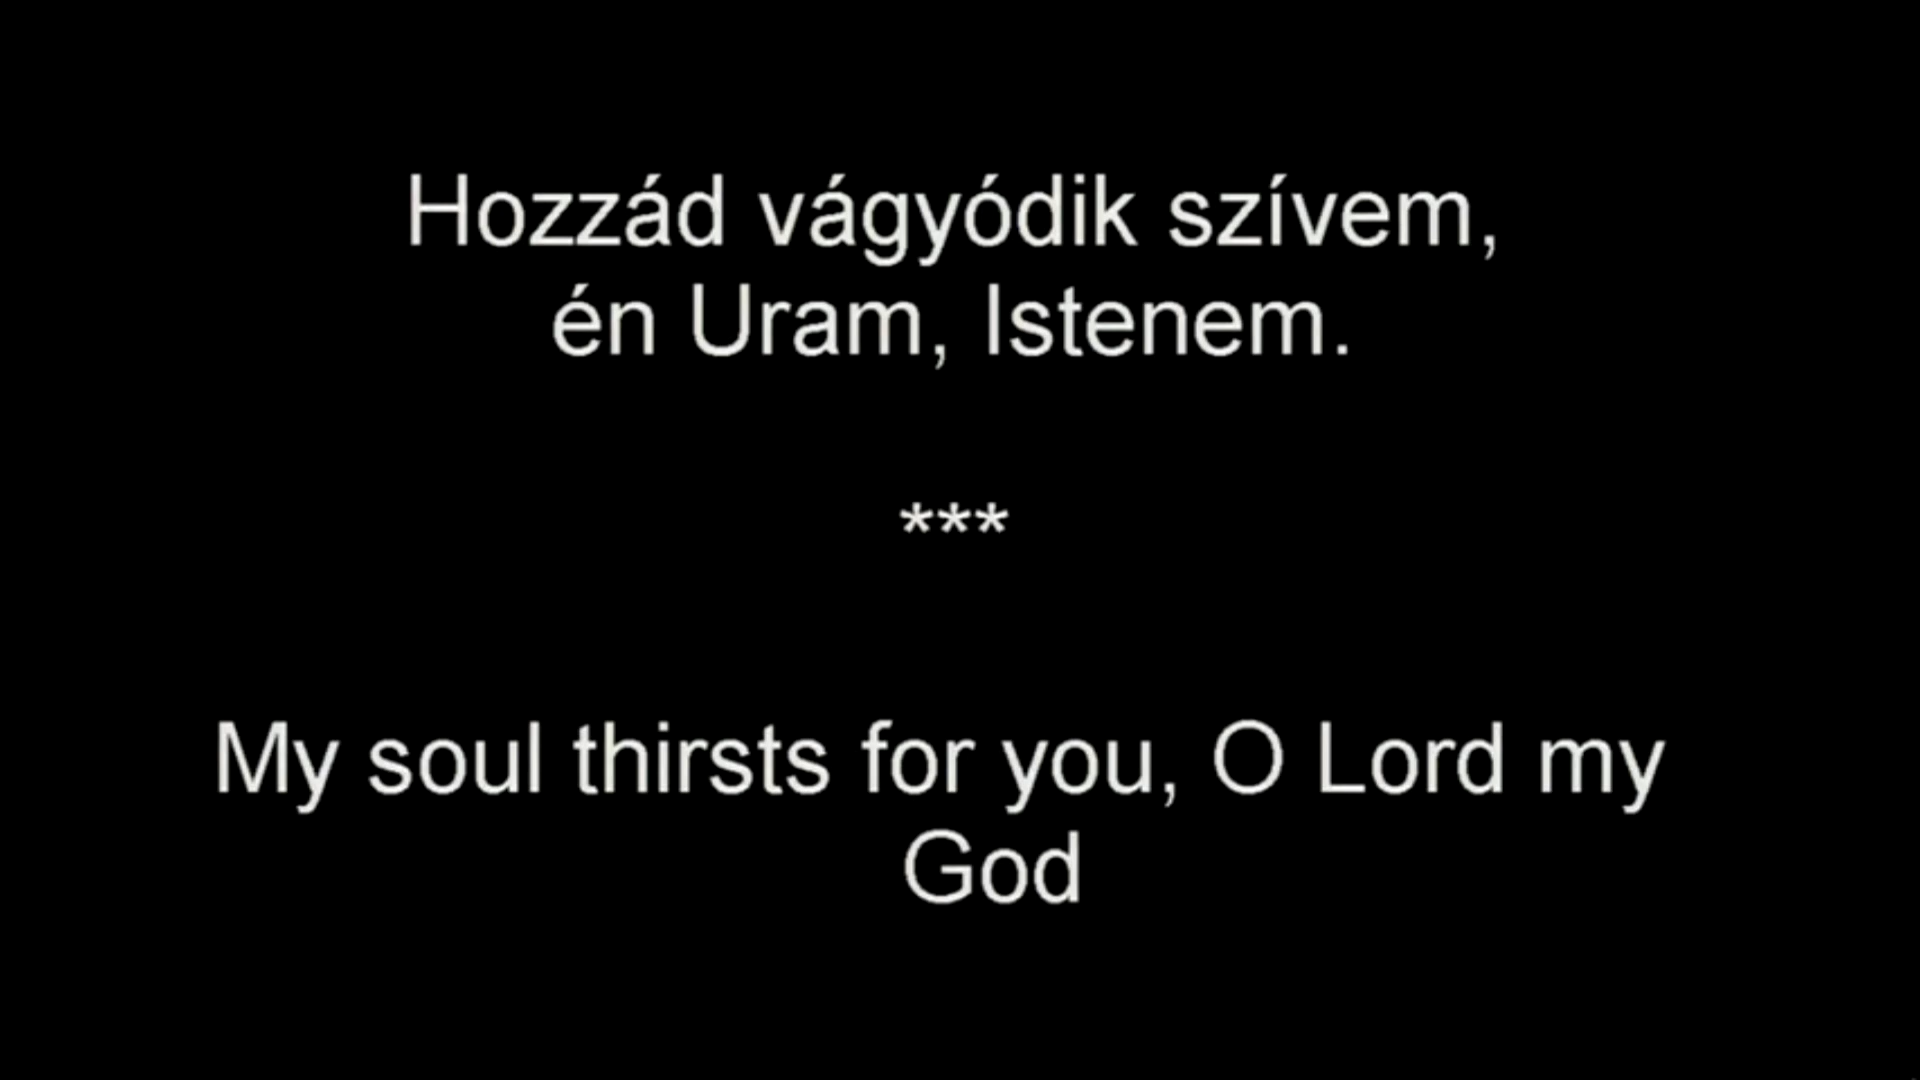 Hozzád vágyódik szívem,
én Uram, Istenem.
***
My soul thirsts for you, O Lord my
God